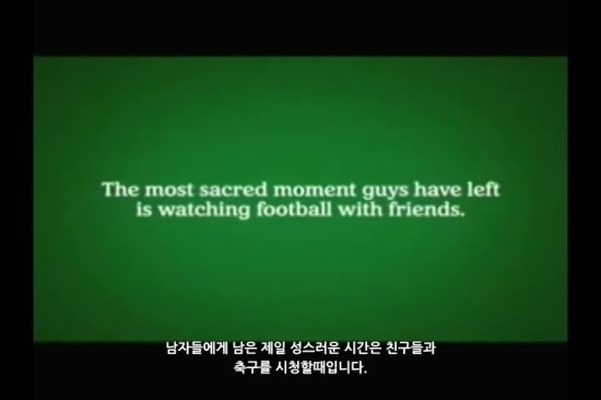 The most sacred moment guys have left
is watching football with friends.
남자들에게 남은 제일 성스러운 시간은 친구들과
축구를 시청할때입니다.